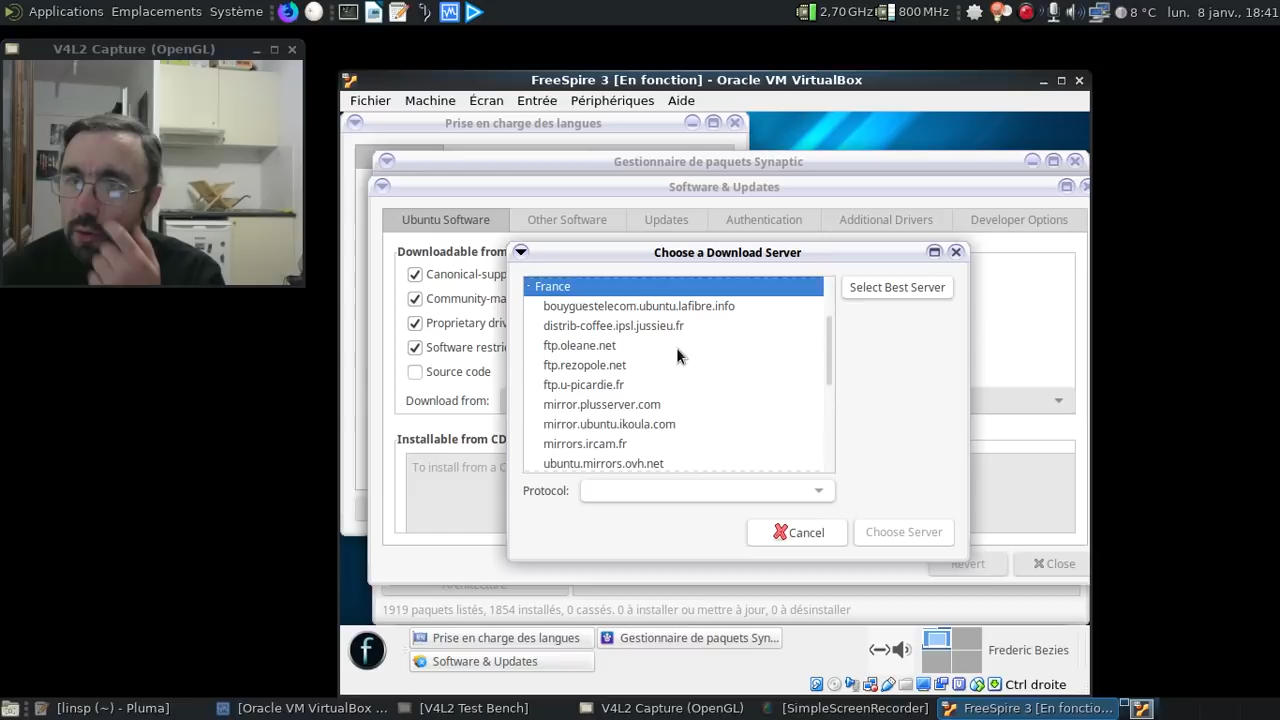 Applications Emplacements Système
2,70 GHz 800 MHz 8 °C lun. 8 janv., 18:41
V4L2 Capture (OpenGL)
FreeSpire 3 [En fonction] - Oracle VM VirtualBox
Fichier Machine Écran Entrée Périphériques Aide
Prise en charge des langues
Gestionnaire de paquets Synaptic
Software & Updates
Ubuntu Software Other Software Updates Authentication Additional Drivers Developer Options
Downloadable from
Choose a Download Server
Canonical-supp
Community-ma
Proprietary driv
Software restri
Source code
Download from:
France
Select Best Server
bouyguestelecom.ubuntu.lafibre.info
distrib-coffee.ipsl.jussieu.fr
ftp.oleane.net
ftp.rezopole.net
ftp.u-picardie.fr
mirror.plusserver.com
mirror.ubuntu.ikoula.com
mirrors.ircam.fr
ubuntu.mirrors.ovh.net
Installable from CD
To install from a C
Protocol:
Cancel Choose Server
Revert Close
Architecture
1919 paquets listés, 1854 installés, 0 cassés. 0 à installer ou mettre à jour, 0 à désinstaller
Prise en charge des langues Gestionnaire de paquets Syn...
Software & Updates
Frederic Bezies
Ctrl droite
[linsp (~) - Pluma] [Oracle VM VirtualBox ... [V4L2 Test Bench] V4L2 Capture (OpenGL) [SimpleScreenRecorder] FreeSpire 3 [En fonctio...